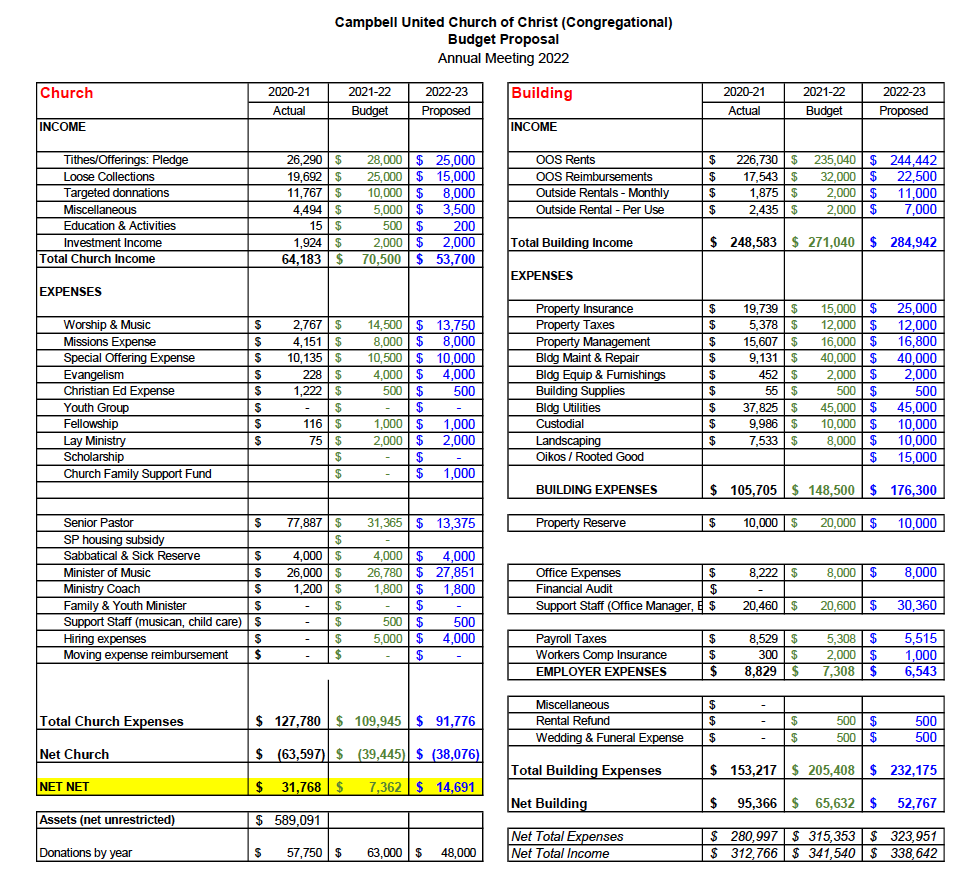 Campbell United Church of Christ (Congregational)
Budget Proposal
Annual Meeting 2022
Church 2020-21 2021-22 2022-23
Actual Budget Proposed
INCOME
Tithes/Offerings: Pledge 26,290 $ 28,000 $ 25,000
Loose Collections 19,692 $ 25,000 $ 15,000
Targeted donnations 11,767 $ 10,000 $ 8,000
Miscellaneous 4,494 $ 5,000 $ 3,500
Education & Activities 15 $ 500 $ 200
Investment Income 1,924 $ 2,000 $ 2,000
Total Church Income 64,183 $ 70,500 $ 53,700
EXPENSES
Worship & Music $ 2,767 $ 14,500 $ 13,750
Missions Expense $ 4,151 $ 8,000 $ 8,000
Special Offering Expense $ 10,135 $ 10,500 $ 10,000
Evangelism $ 228 $ 4,000 $ 4,000
Christian Ed Expense $ 1,222 $ 500 $ 500
Youth Group $ - $ - $ -
Fellowship $ 116 $ 1,000 $ 1,000
Lay Ministry $ 75 $ 2,000 $ 2,000
Scholarship $ - $ -
Church Family Support Fund $ - $ 1,000
Senior Pastor $ 77,887 $ 31,365 $ 13,375
SP housing subsidy $ -
Sabbatical & Sick Reserve $ 4,000 $ 4,000 $ 4,000
Minister of Music $ 26,000 $ 26,780 $ 27,851
Ministry Coach $ 1,200 $ 1,800 $ 1,800
Family & Youth Minister $ - $ - $ -
Support Staff (musican, child care) $ - $ 500 $ 500
Hiring expenses $ - $ 5,000 $ 4,000
Moving expense reimbursement $ - $ - $ -
Total Church Expenses $ 127,780 $ 109,945 $ 91,776
Net Church $ (63,597) $ (39,445) $ (38,076)
NET NET $ 31,768 $ 7,362 $ 14,691
Assets (net unrestricted) $ 589,091
Donations by year $ 57,750 $ 63,000 $ 48,000
Building 2020-21 2021-22 2022-23
Actual Budget Proposed
INCOME
OOS Rents $ 226,730 $ 235,040 $ 244,442
OOS Reimbursements $ 17,543 $ 32,000 $ 22,500
Outside Rentals - Monthly $ 1,875 $ 2,000 $ 11,000
Outside Rental - Per Use $ 2,435 $ 2,000 $ 7,000
Total Building Income $ 248,583 $ 271,040 $ 284,942
EXPENSES
Property Insurance $ 19,739 $ 15,000 $ 25,000
Property Taxes $ 5,378 $ 12,000 $ 12,000
Property Management $ 15,607 $ 16,000 $ 16,800
Bldg Maint & Repair $ 9,131 $ 40,000 $ 40,000
Bldg Equip & Furnishings $ 452 $ 2,000 $ 2,000
Building Supplies $ 55 $ 500 $ 500
Bldg Utilities $ 37,825 $ 45,000 $ 45,000
Custodial $ 9,986 $ 10,000 $ 10,000
Landscaping $ 7,533 $ 8,000 $ 10,000
Oikos / Rooted Good $ 15,000
BUILDING EXPENSES $ 105,705 $ 148,500 $ 176,300
Property Reserve $ 10,000 $ 20,000 $ 10,000
Office Expenses $ 8,222 $ 8,000 $ 8,000
Financial Audit $ -
Support Staff (Office Manager, E $ 20,460 $ 20,600 $ 30,360
Payroll Taxes $ 8,529 $ 5,308 $ 5,515
Workers Comp Insurance $ 300 $ 2,000 $ 1,000
EMPLOYER EXPENSES $ 8,829 $ 7,308 $ 6,543
Miscellaneous $ -
Rental Refund $ - $ 500 $ 500
Wedding & Funeral Expense $ - $ 500 $ 500
Total Building Expenses $ 153,217 $ 205,408 $ 232,175
Net Building $ 95,366 $ 65,632 $ 52,767
Net Total Expenses $ 280,997 $ 315,353 $ 323,951
Net Total Income $ 312,766 $ 341,540 $ 338,642